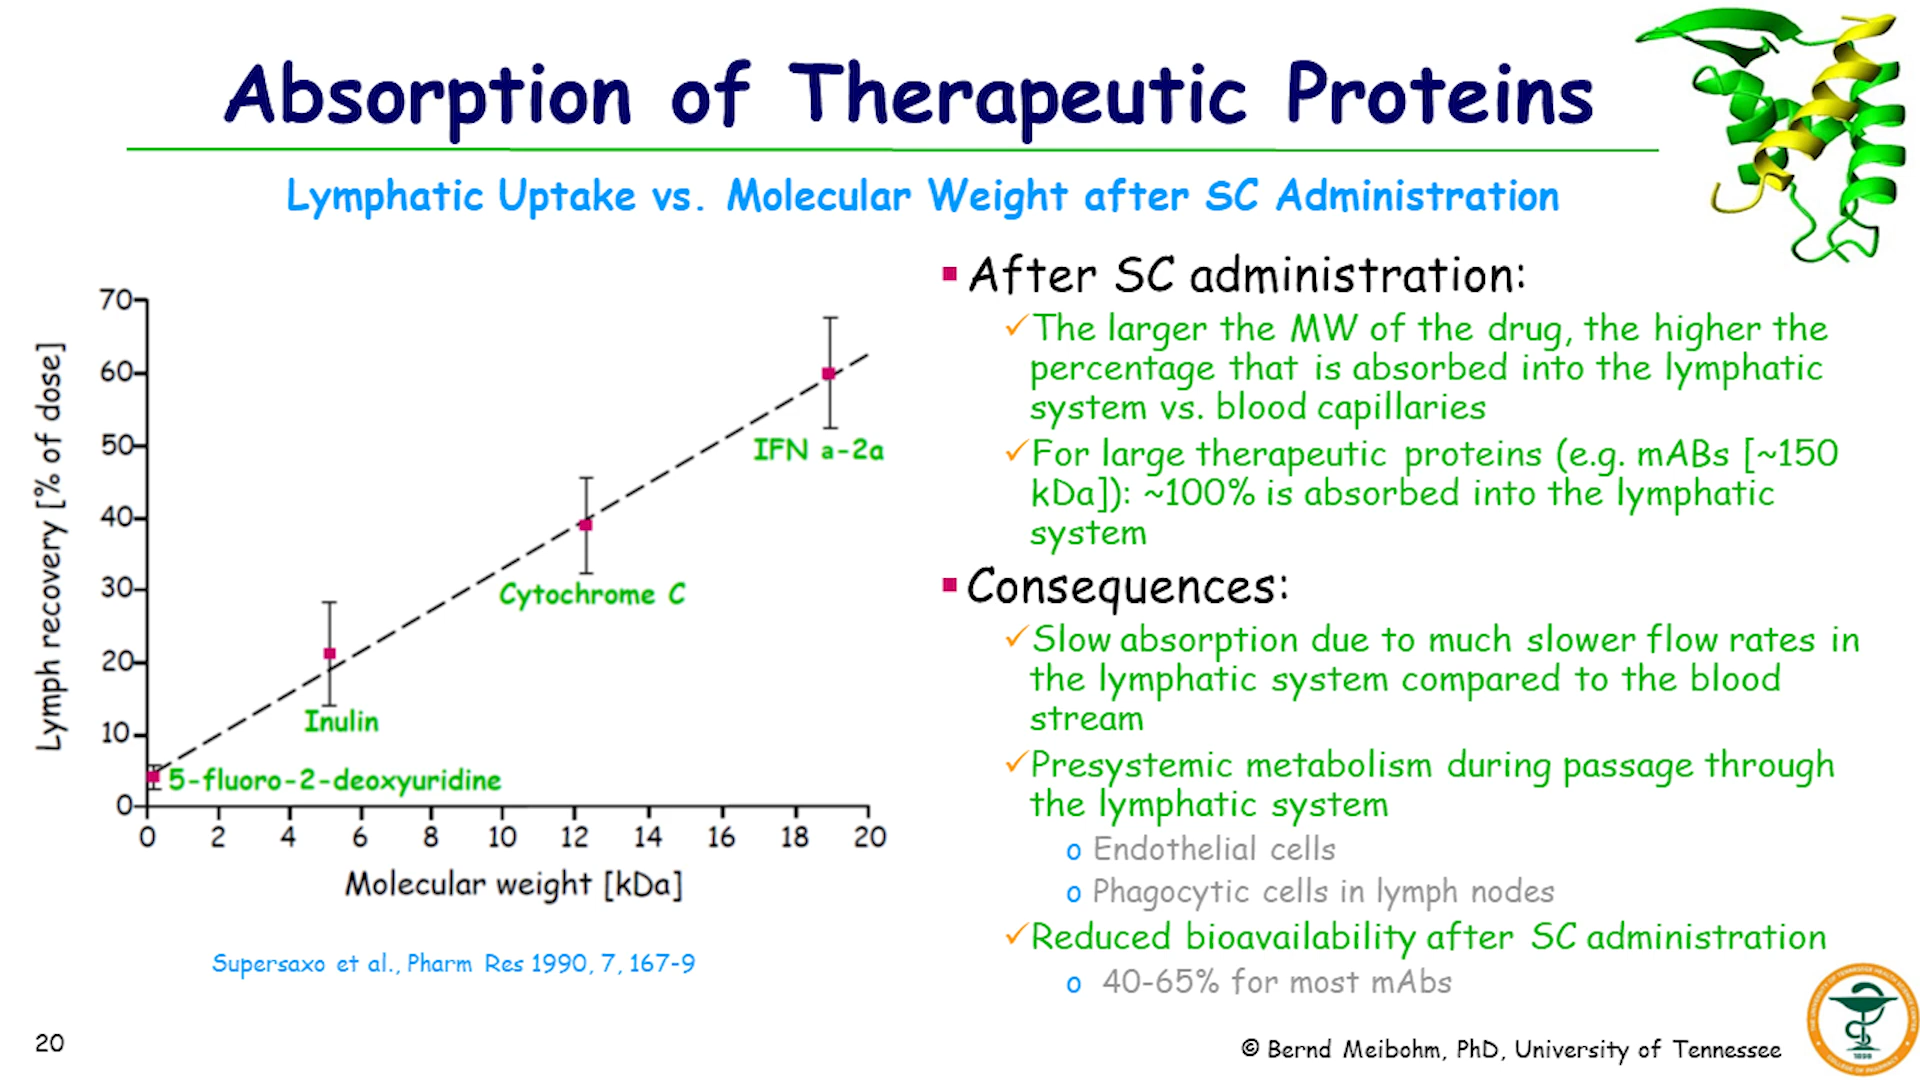 Absorption of Therapeutic Proteins
Lymphatic Uptake vs. Molecular Weight after SC Administration
Lymph recovery [% of dose]
70
60
50
40
30
20
10
0
IFN a-2a
Cytochrome C
Inulin
5-fluoro-2-deoxyuridine
0 2 4 6 8 10 12 14 16 18 20
Molecular weight [kDa]
Supersaxo et al., Pharm Res 1990, 7, 167-9
After SC administration:
The larger the MW of the drug, the higher the
percentage that is absorbed into the lymphatic
system vs. blood capillaries
For large therapeutic proteins (e.g. mABs [~150
kDa]): ~100% is absorbed into the lymphatic
system
Consequences:
Slow absorption due to much slower flow rates in
the lymphatic system compared to the blood
stream
Presystemic metabolism during passage through
the lymphatic system
o Endothelial cells
o Phagocytic cells in lymph nodes
Reduced bioavailability after SC administration
o 40-65% for most mAbs
20
© Bernd Meibohm, PhD, University of Tennessee
COLLEGE OF PHARMACY
1898